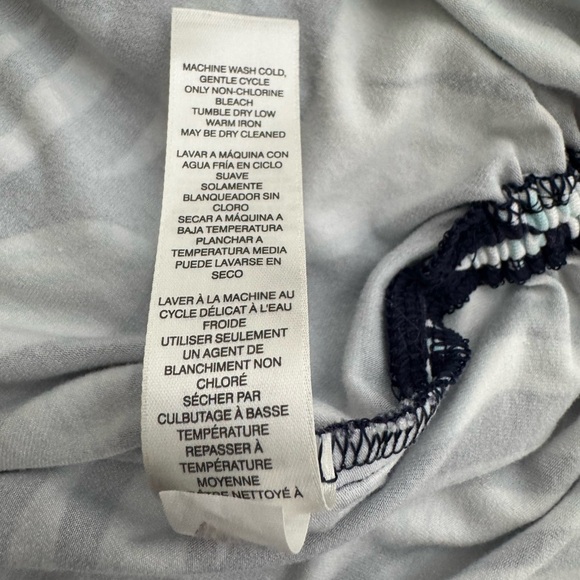 MACHINE WASH COLD,
GENTLE CYCLE
ONLY NON-CHLORINE
BLEACH
TUMBLE DRY LOW
WARM IRON
MAY BE DRY CLEANED
LAVAR A MÁQUINA CON
AGUA FRÍA EN CICLO
SUAVE
SOLAMENTE
BLANQUEADOR SIN
CLORO
SECAR A MÁQUINA A
BAJA TEMPERATURA
PLANCHAR A
TEMPERATURA MEDIA
PUEDE LAVARSE EN
SECO
LAVER À LA MACHINE AU
CYCLE DÉLICAT À L'EAU
FROIDE
UTILISER SEULEMENT
UN AGENT DE
BLANCHIMENT NON
CHLORÉ
SÉCHER PAR
CULBUTAGE À BASSE
TEMPÉRATURE
REPASSER À
TEMPÉRATURE
MOYENNE
ÊTRE NETTOYÉ À